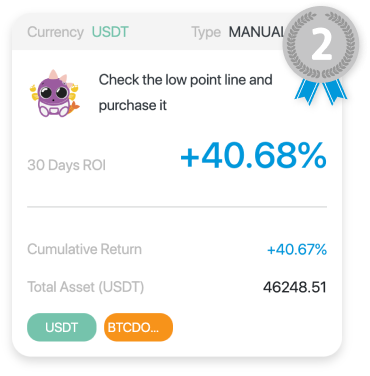 Currency USDT Type MANUAL
2
Check the low point line and
purchase it
30 Days ROI +40.68%
Cumulative Return +40.67%
Total Asset (USDT) 46248.51
USDT BTCDO...